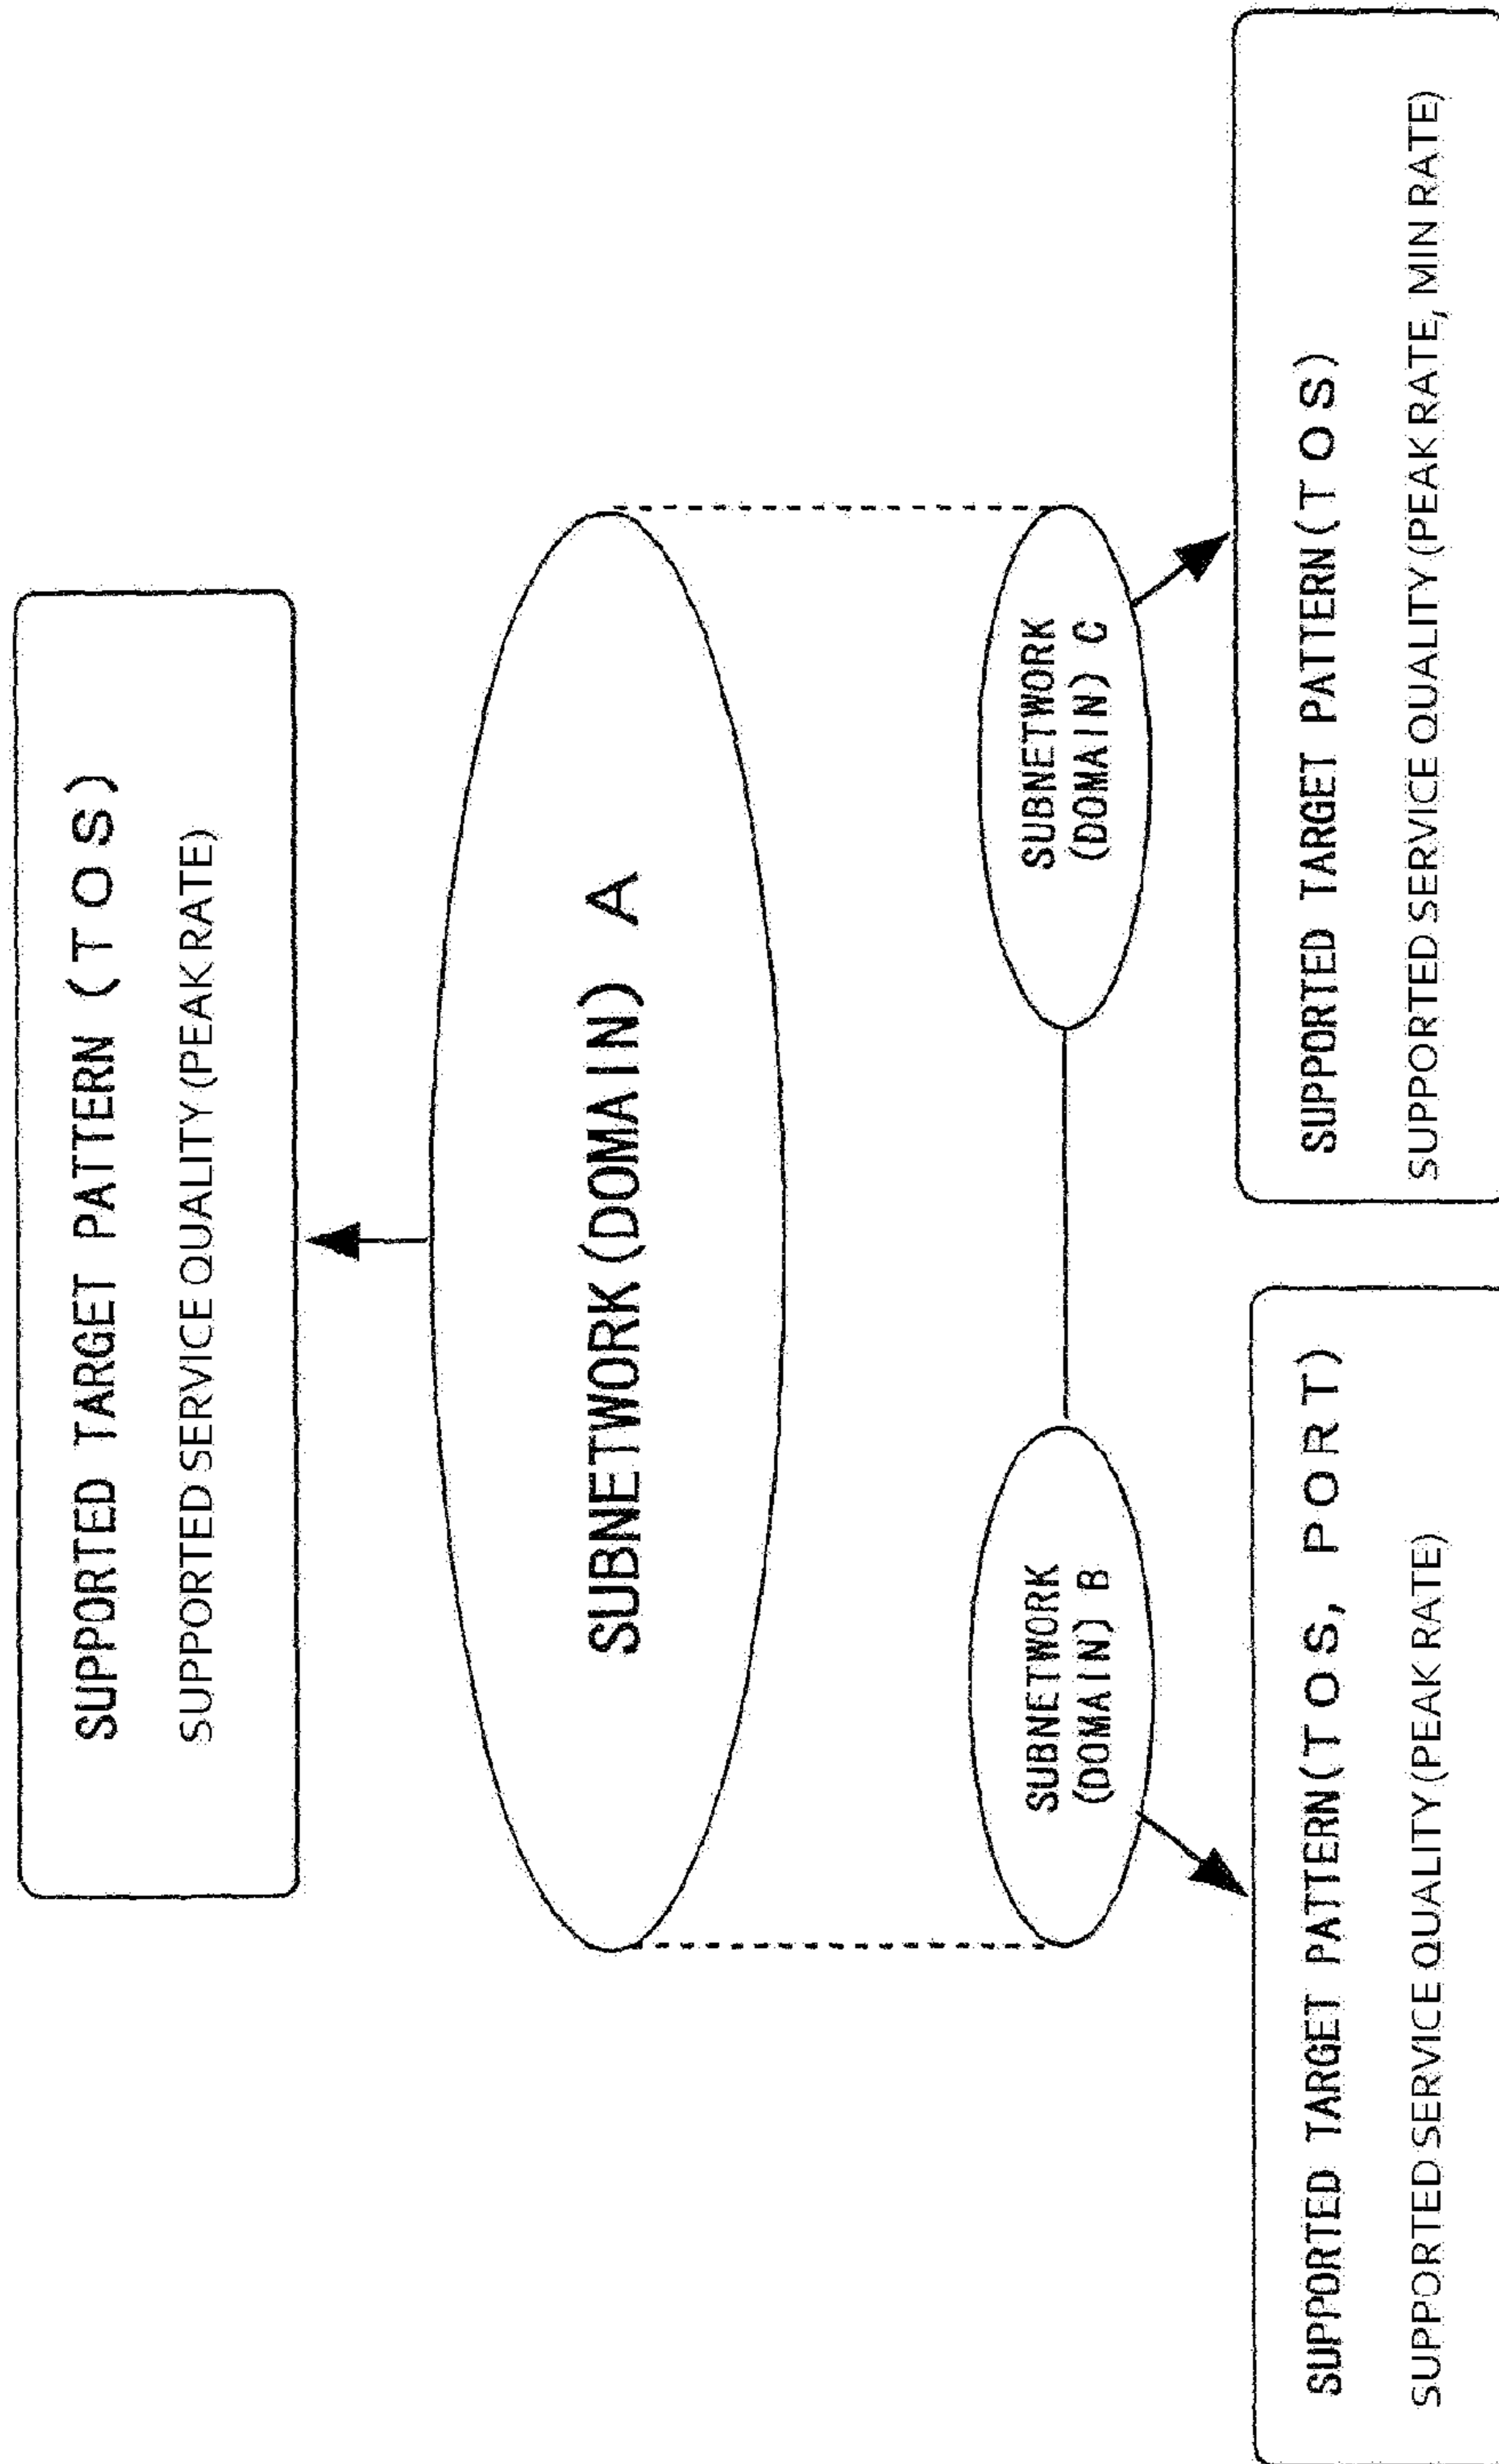 SUPPORTED TARGET PATTERN (TOS)
SUPPORTED SERVICE QUALITY (PEAK RATE)
SUBNETWORK (DOMAIN) A
SUBNETWORK
(DOMAIN) B
SUBNETWORK
(DOMAIN) C
SUPPORTED TARGET PATTERN (TOS, PORT)
SUPPORTED SERVICE QUALITY (PEAK RATE)
SUPPORTED TARGET PATTERN (TOS)
SUPPORTED SERVICE QUALITY (PEAK RATE, MIN RATE)